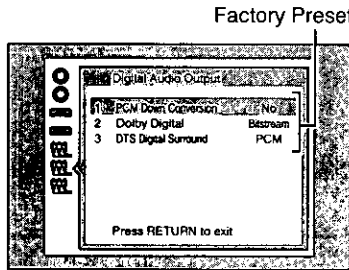 Factory Preset
Digital Audio Output
1 PCM Down Conversion No
2 Dolby Digital Bitstream
3 DTS Digital Surround PCM
Press RETURN to exit